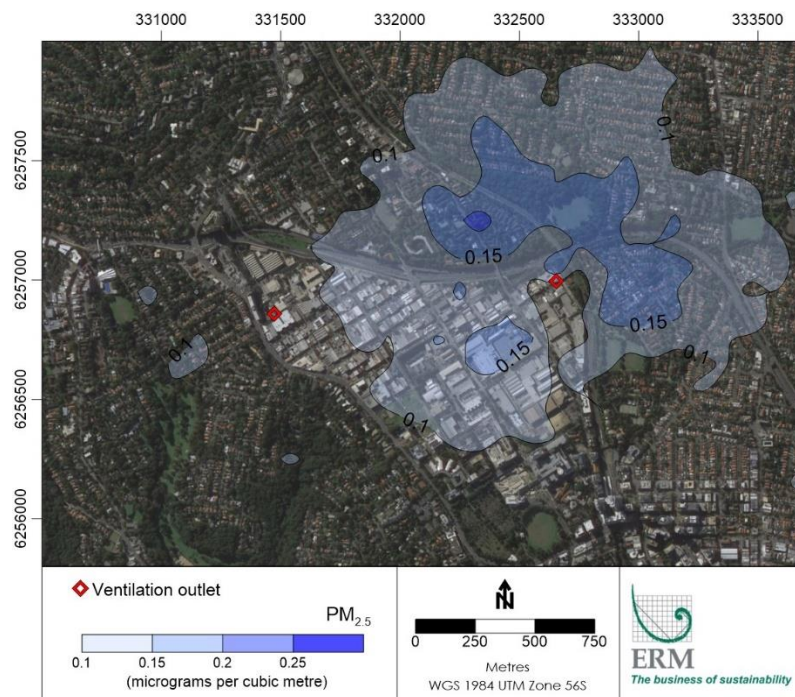 331000 331500 332000 332500 333000 333500
6257500
6257000
6256500
6256000
0.1
0.1
0.15
0.15
0.1
0.15
0.1
0.1
Ventilation outlet
PM2.5
0.1 0.15 0.2 0.25
(micrograms per cubic metre)
N
0 250 500 750
Metres
WGS 1984 UTM Zone 56S
ERM
The business of sustainability